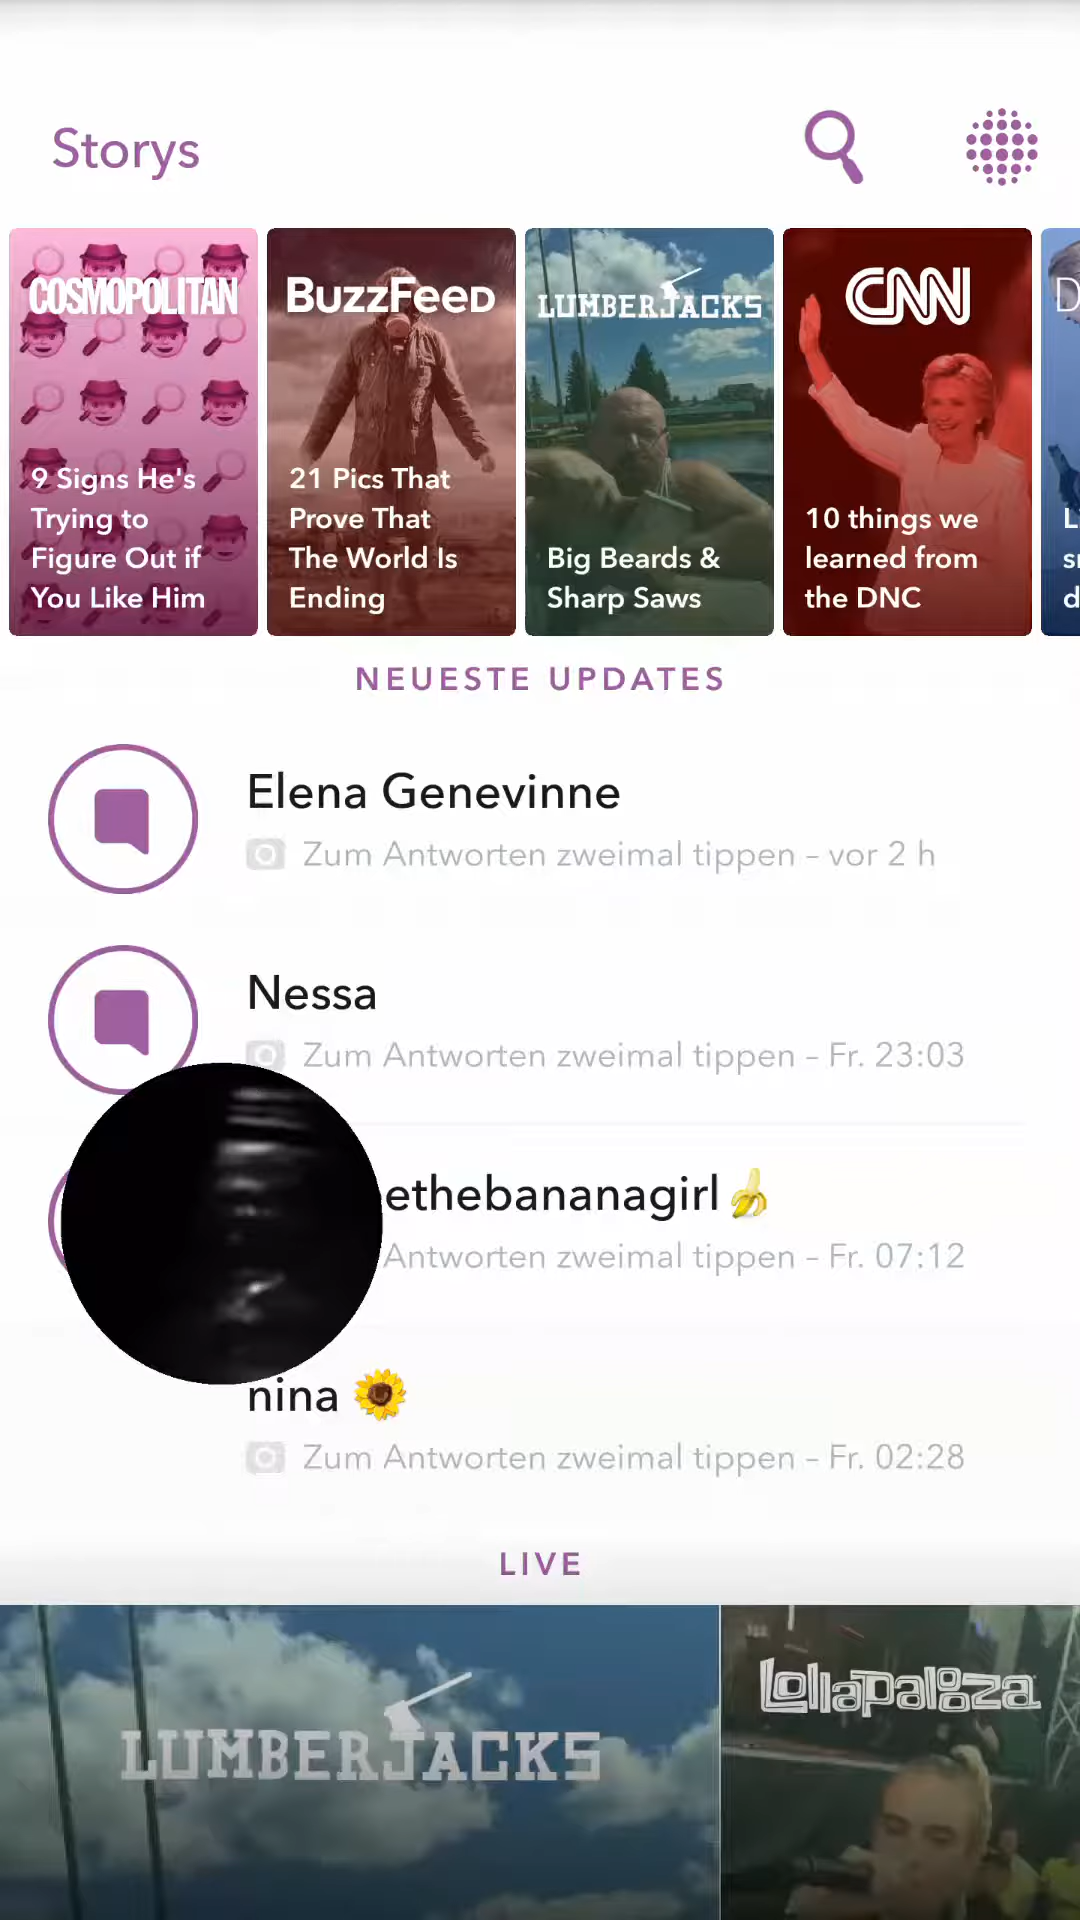 Storys
COSMOPOLITAN
9 Signs He's
Trying to
Figure Out if
You Like Him
BuzzFeed
21 Pics That
Prove That
The World Is
Ending
LUMBERJACKS
Big Beards &
Sharp Saws
CNN
10 things we
learned from
the DNC
NEUESTE UPDATES
Elena Genevinne
Zum Antworten zweimal tippen – vor 2 h
Nessa
Zum Antworten zweimal tippen – Fr. 23:03
ethebananagirl🍌
Antworten zweimal tippen – Fr. 07:12
nina 🌻
Zum Antworten zweimal tippen – Fr. 02:28
LIVE
LUMBERJACKS
Lollapalooza